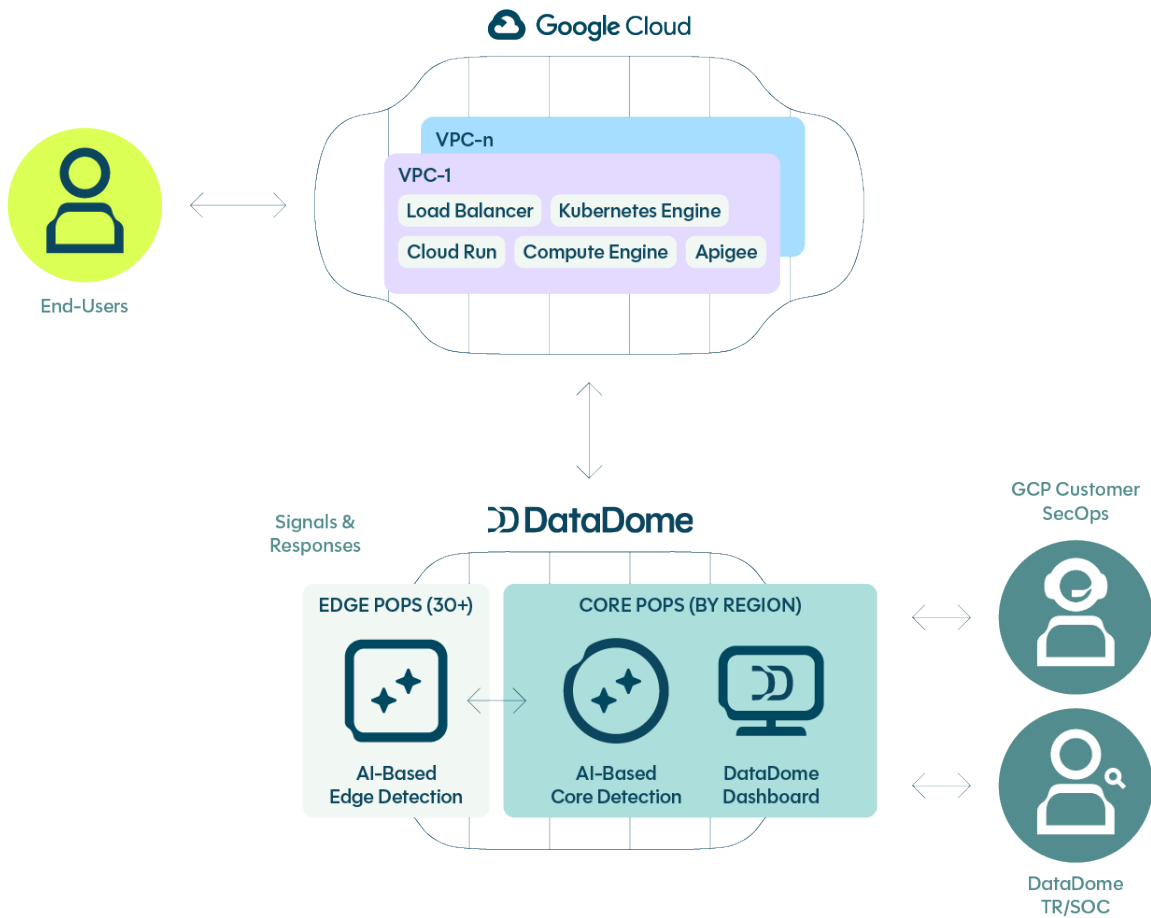 Google Cloud
VPC-n
VPC-1
Load Balancer
Kubernetes Engine
Cloud Run
Compute Engine
Apigee
End-Users
Signals &
Responses
DataDome
GCP Customer
SecOps
EDGE POPS (30+)
CORE POPS (BY REGION)
AI-Based
Edge Detection
AI-Based
Core Detection
DataDome
Dashboard
DataDome
TR/SOC